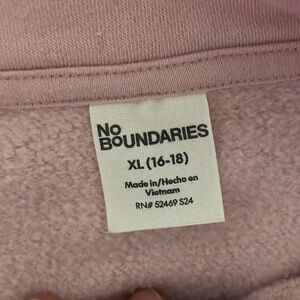 NO
BOUNDARIES
XL (16-18)
Made in/Hecho en
Vietnam
RN# 52469 S24